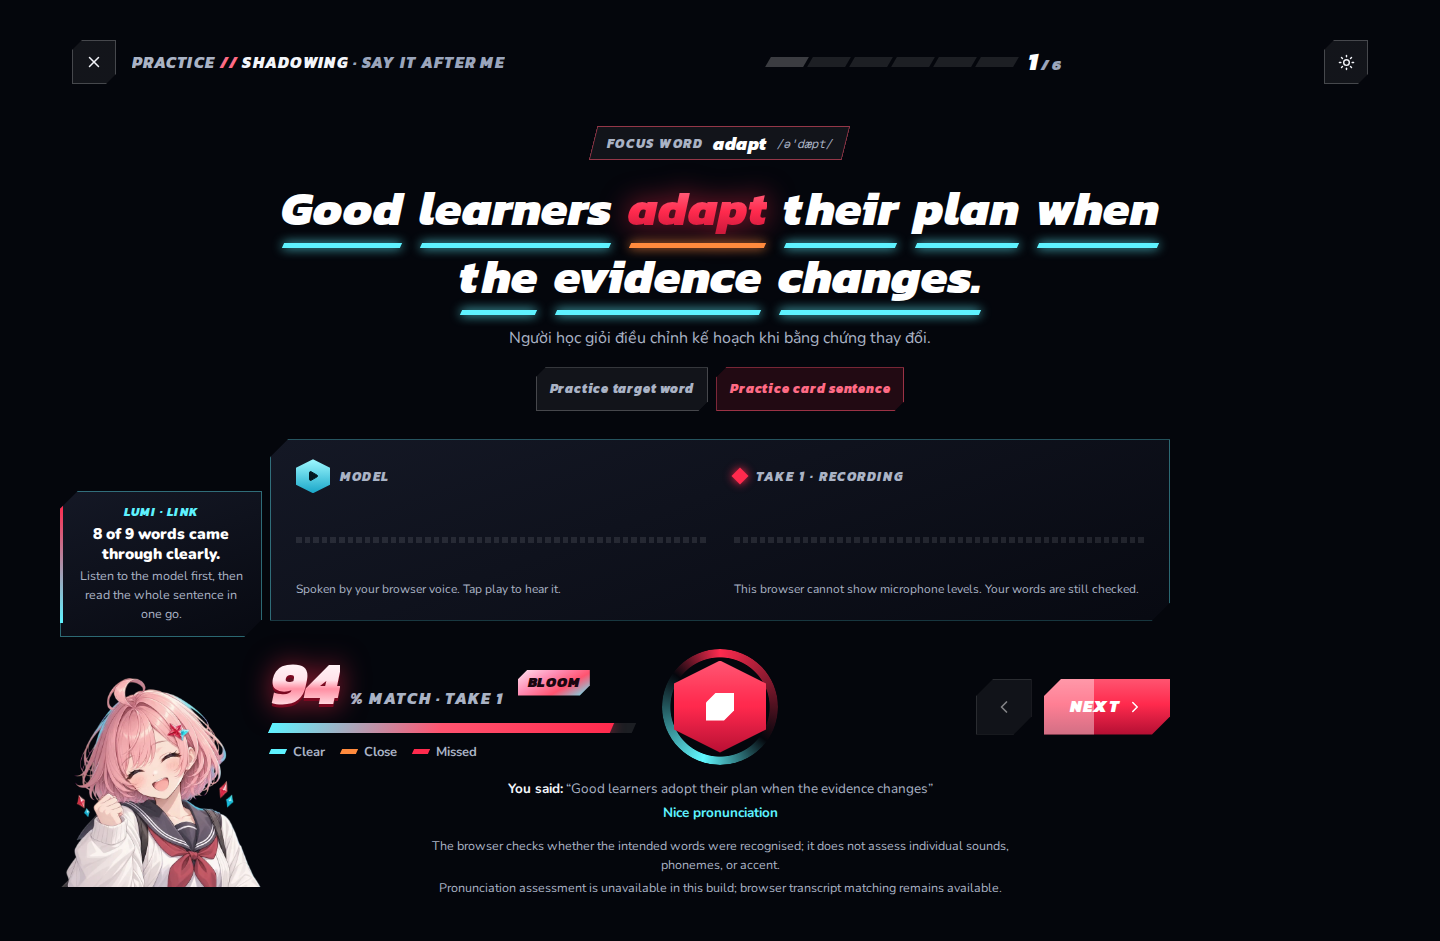 PRACTICE // SHADOWING · SAY IT AFTER ME
1 / 6
FOCUS WORD adapt /əˈdæpt/
Good learners adapt their plan when
the evidence changes.
Người học giỏi điều chỉnh kế hoạch khi bằng chứng thay đổi.
Practice target word
Practice card sentence
MODEL
TAKE 1 · RECORDING
Spoken by your browser voice. Tap play to hear it.
This browser cannot show microphone levels. Your words are still checked.
LUMI · LINK
8 of 9 words came
through clearly.
Listen to the model first, then
read the whole sentence in
one go.
94 % MATCH · TAKE 1
BLOOM
Clear
Close
Missed
NEXT
You said: “Good learners adopt their plan when the evidence changes”
Nice pronunciation
The browser checks whether the intended words were recognised; it does not assess individual sounds,
phonemes, or accent.
Pronunciation assessment is unavailable in this build; browser transcript matching remains available.